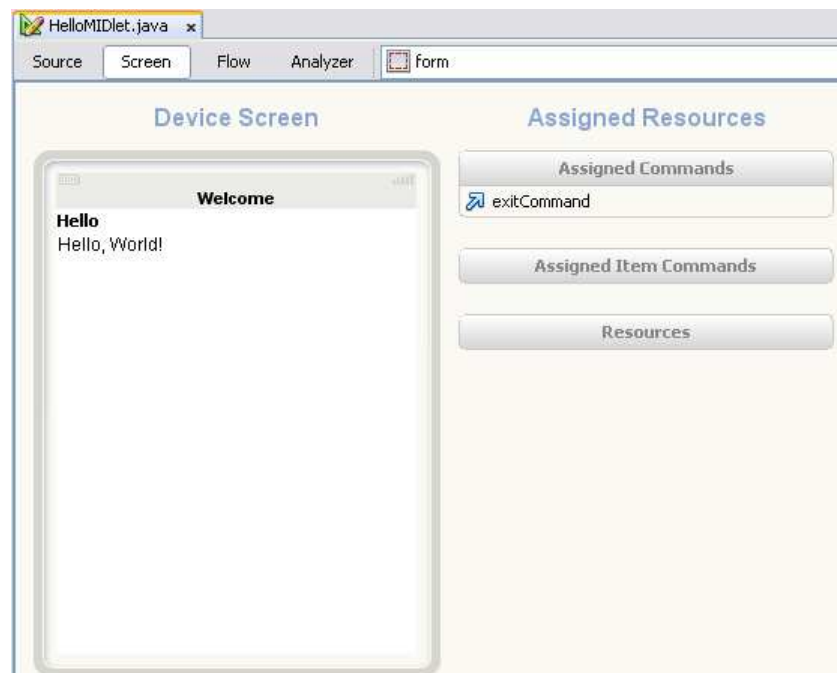 HelloMIDlet.java x
Source Screen Flow Analyzer form
Device Screen
Welcome
Hello
Hello, World!
Assigned Resources
Assigned Commands
exitCommand
Assigned Item Commands
Resources